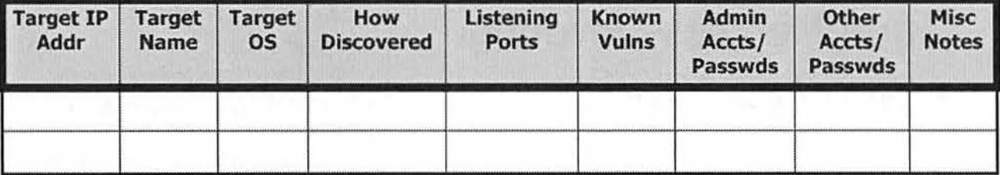 Target IP Addr
Target Name
Target OS
How Discovered
Listening Ports
Known Vulns
Admin Accts/ Passwds
Other Accts/ Passwds
Misc Notes